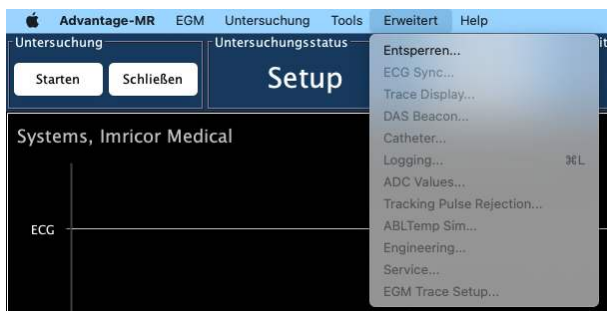 Advantage-MR EGM Untersuchung Tools Erweitert Help
Untersuchung
Starten Schließen
Untersuchungsstatus
Setup
it
Entsperren...
ECG Sync...
Trace Display...
DAS Beacon...
Catheter...
Logging... ⌘L
ADC Values...
Tracking Pulse Rejection...
ABLTemp Sim...
Engineering...
Service...
EGM Trace Setup...
Systems, Imricor Medical
ECG